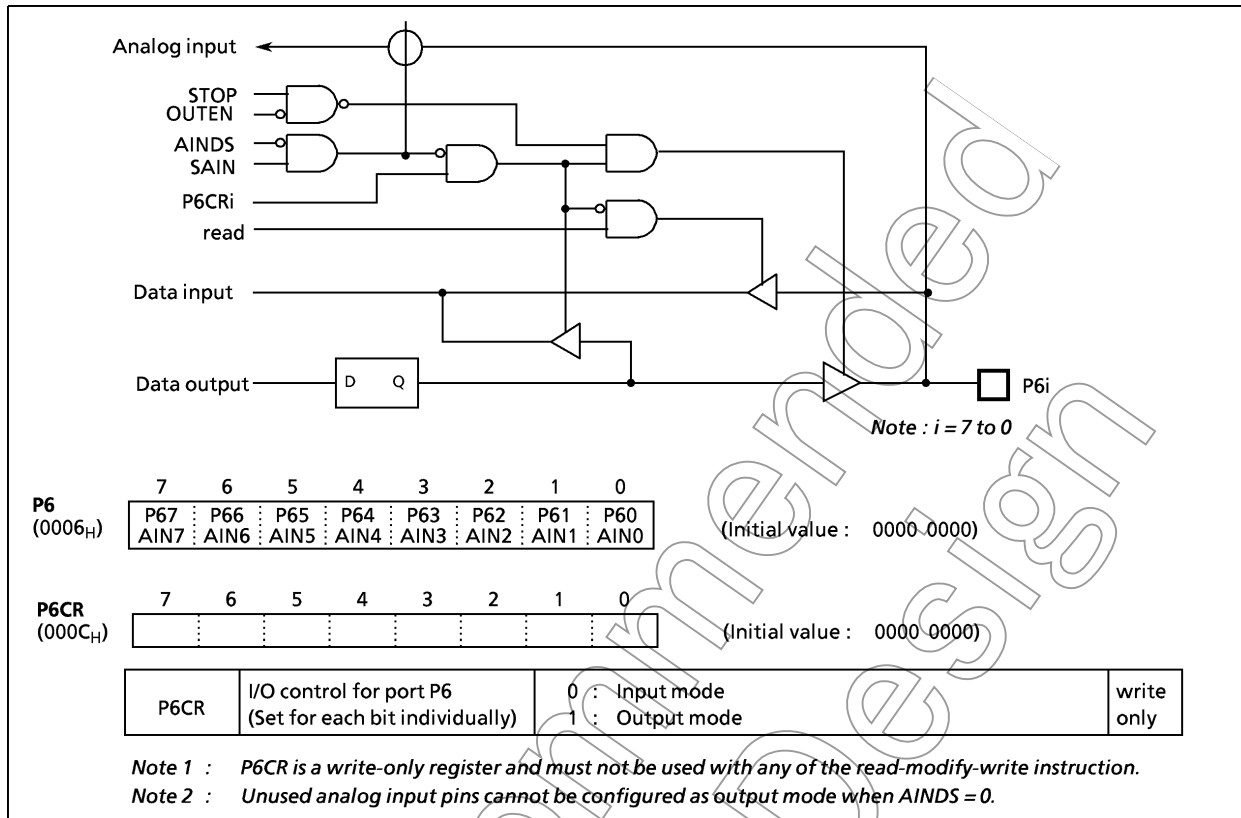 Analog input
STOP
OUTEN
AINDS
SAIN
P6CRi
read
Data input
Data output
D Q
P6i
Note : i = 7 to 0
7 6 5 4 3 2 1 0
P6
(0006H)
P67 P66 P65 P64 P63 P62 P61 P60
AIN7 AIN6 AIN5 AIN4 AIN3 AIN2 AIN1 AIN0
(Initial value : 0000 0000)
7 6 5 4 3 2 1 0
P6CR
(000CH)
(Initial value : 0000 0000)
P6CR
I/O control for port P6
(Set for each bit individually)
0 : Input mode
1 : Output mode
write
only
Note 1 : P6CR is a write-only register and must not be used with any of the read-modify-write instruction.
Note 2 : Unused analog input pins cannot be configured as output mode when AINDS = 0.
ommended
Design